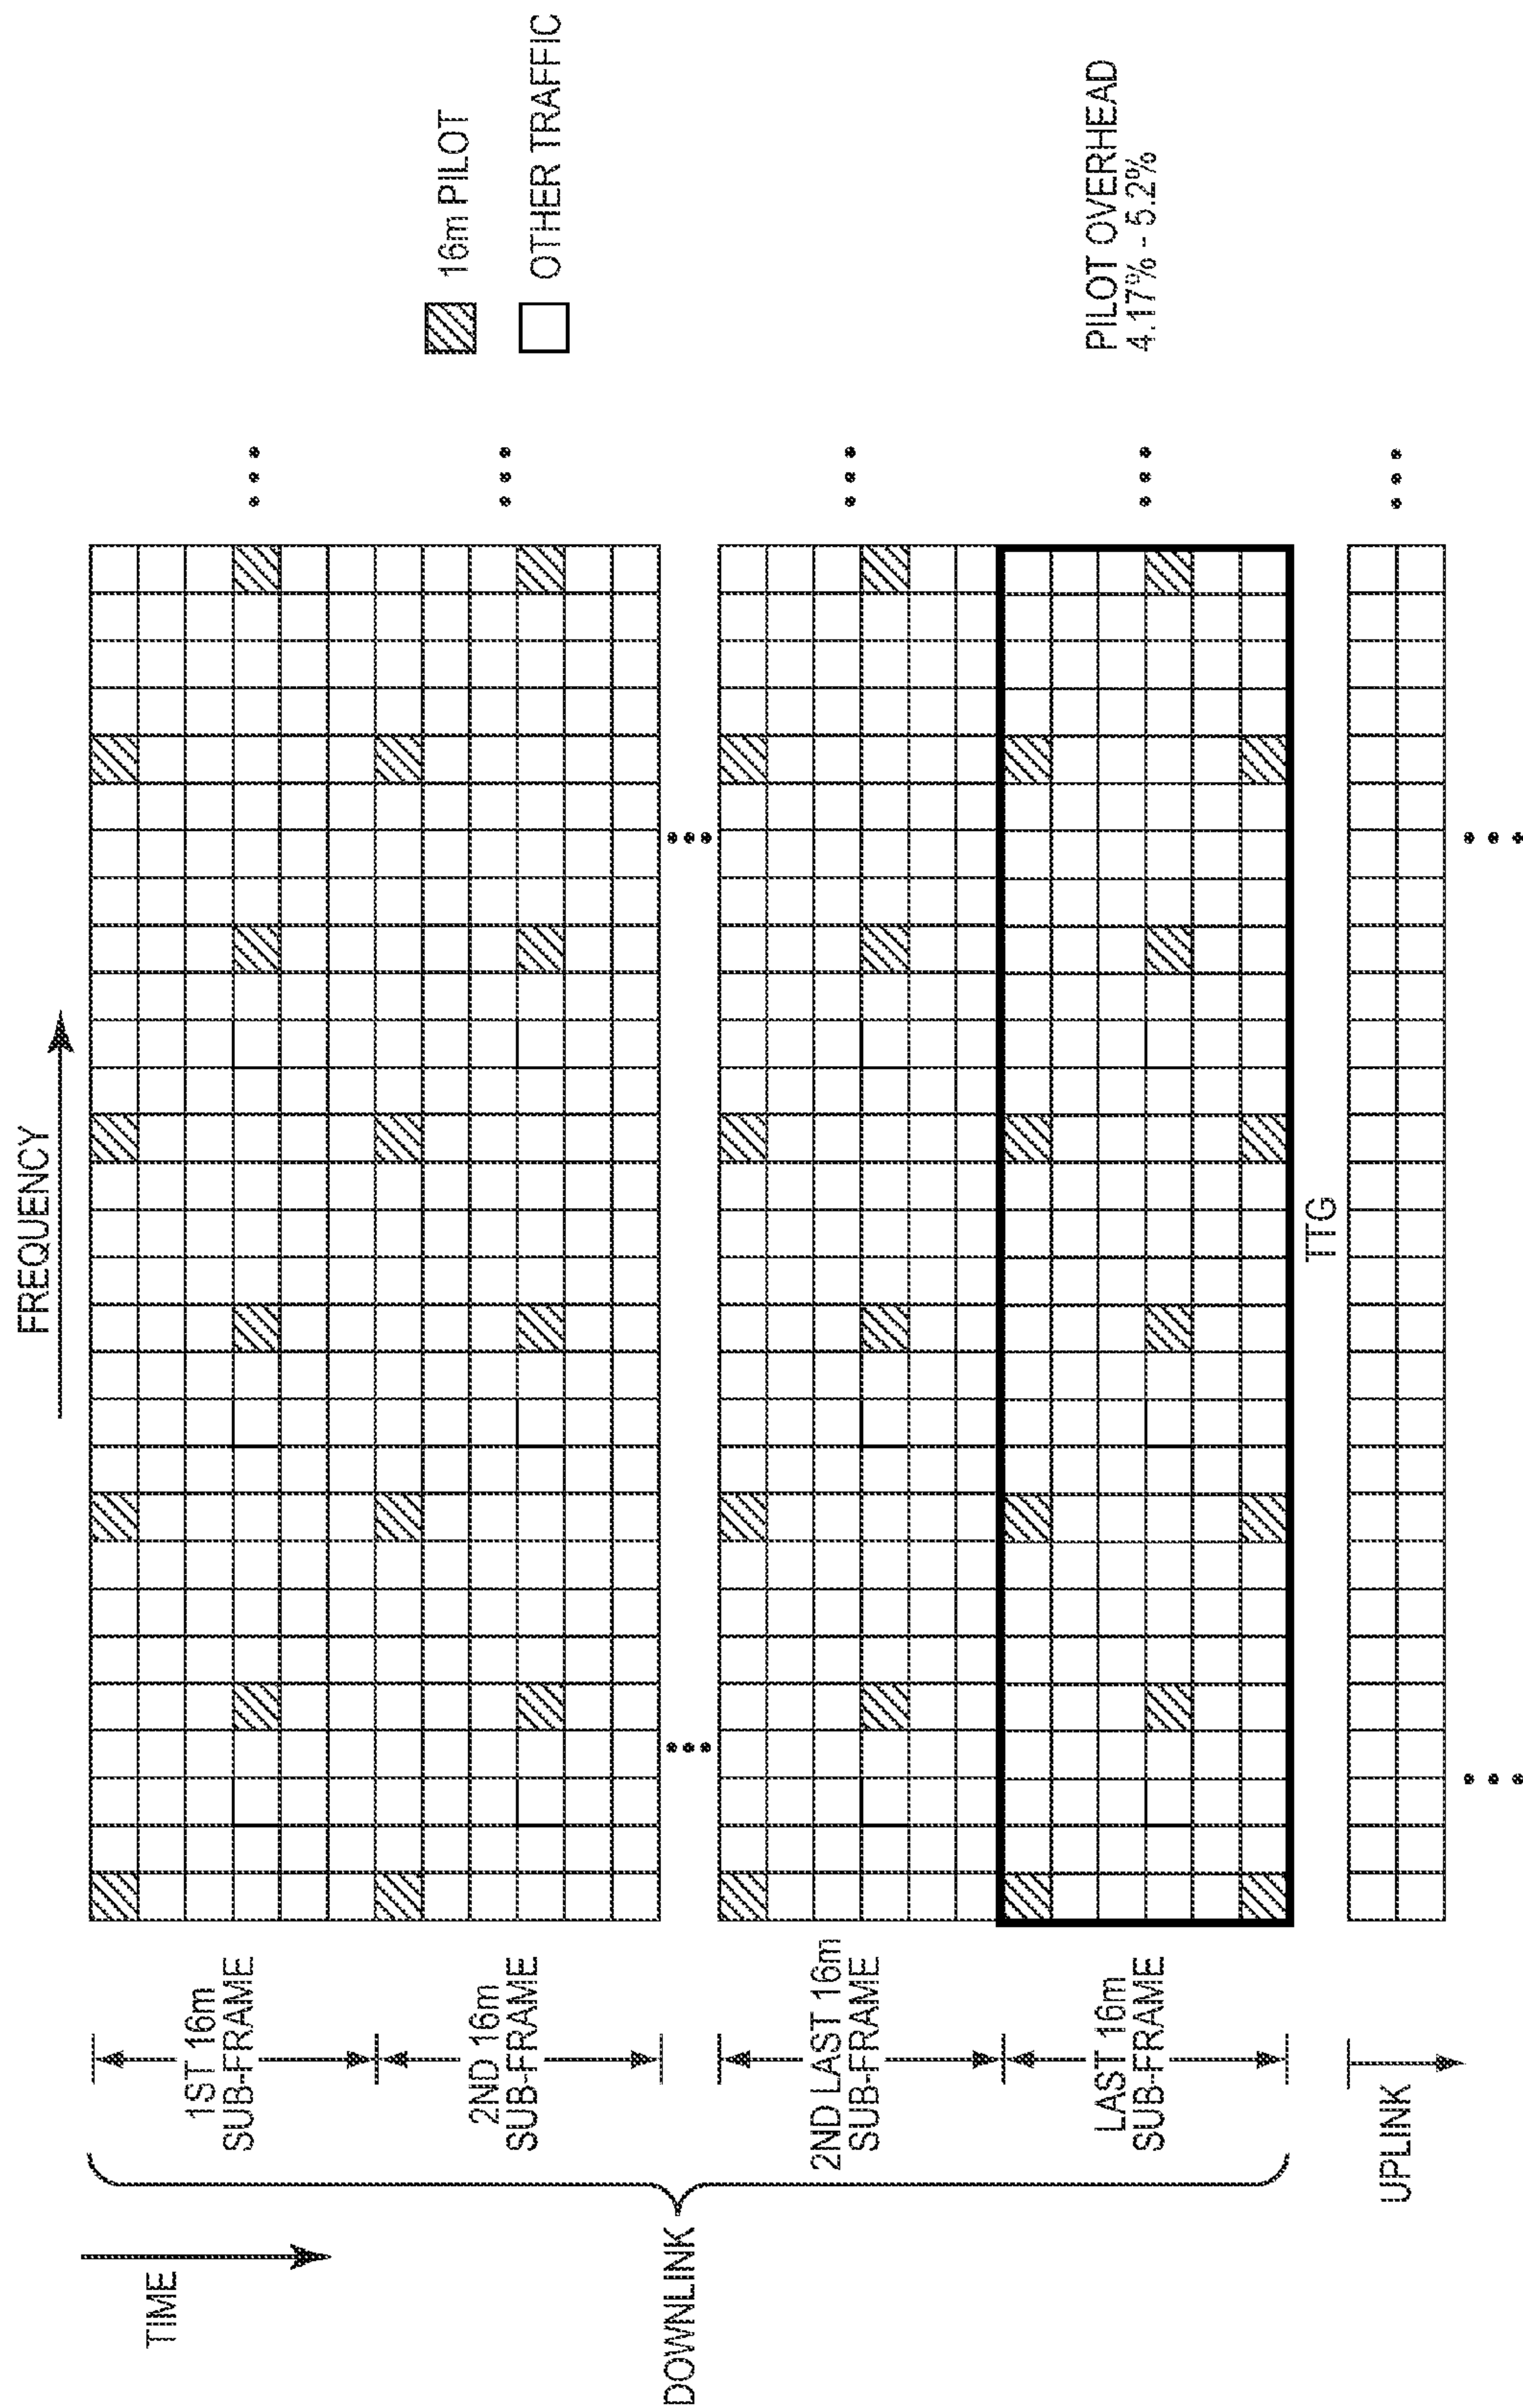 FREQUENCY
TIME
DOWNLINK
1ST 16m
SUB-FRAME
2ND 16m
SUB-FRAME
2ND LAST 16m
SUB-FRAME
LAST 16m
SUB-FRAME
UPLINK
TTG
16m PILOT
OTHER TRAFFIC
PILOT OVERHEAD
4.17% - 5.2%